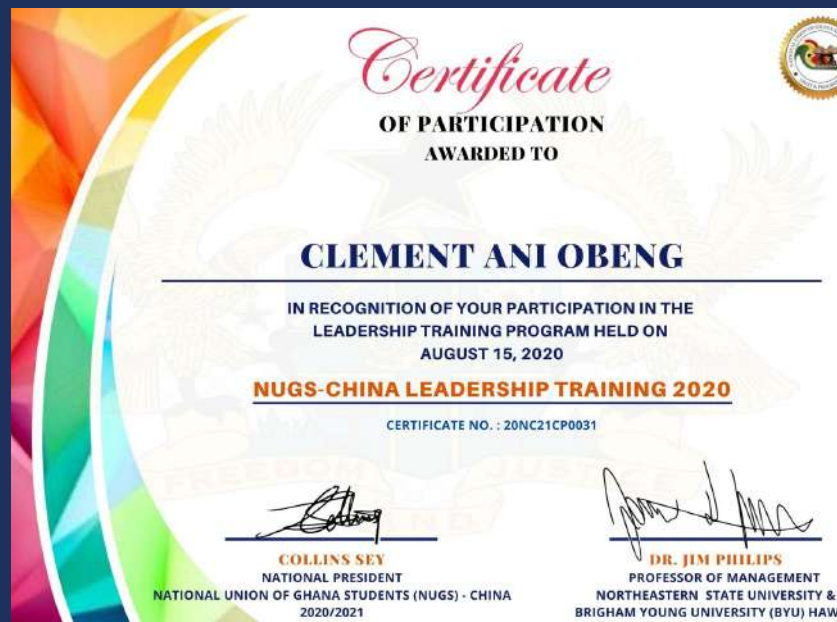 Certificate
OF PARTICIPATION
AWARDED TO
CLEMENT ANI OBENG
IN RECOGNITION OF YOUR PARTICIPATION IN THE
LEADERSHIP TRAINING PROGRAM HELD ON
AUGUST 15, 2020
NUGS-CHINA LEADERSHIP TRAINING 2020
CERTIFICATE NO. : 20NC21CP0031
FREEDOM AND JUSTICE
COLLINS SEY
NATIONAL PRESIDENT
NATIONAL UNION OF GHANA STUDENTS (NUGS) - CHINA
2020/2021
DR. JIM PHILIPS
PROFESSOR OF MANAGEMENT
NORTHEASTERN STATE UNIVERSITY &
BRIGHAM YOUNG UNIVERSITY (BYU) HAW